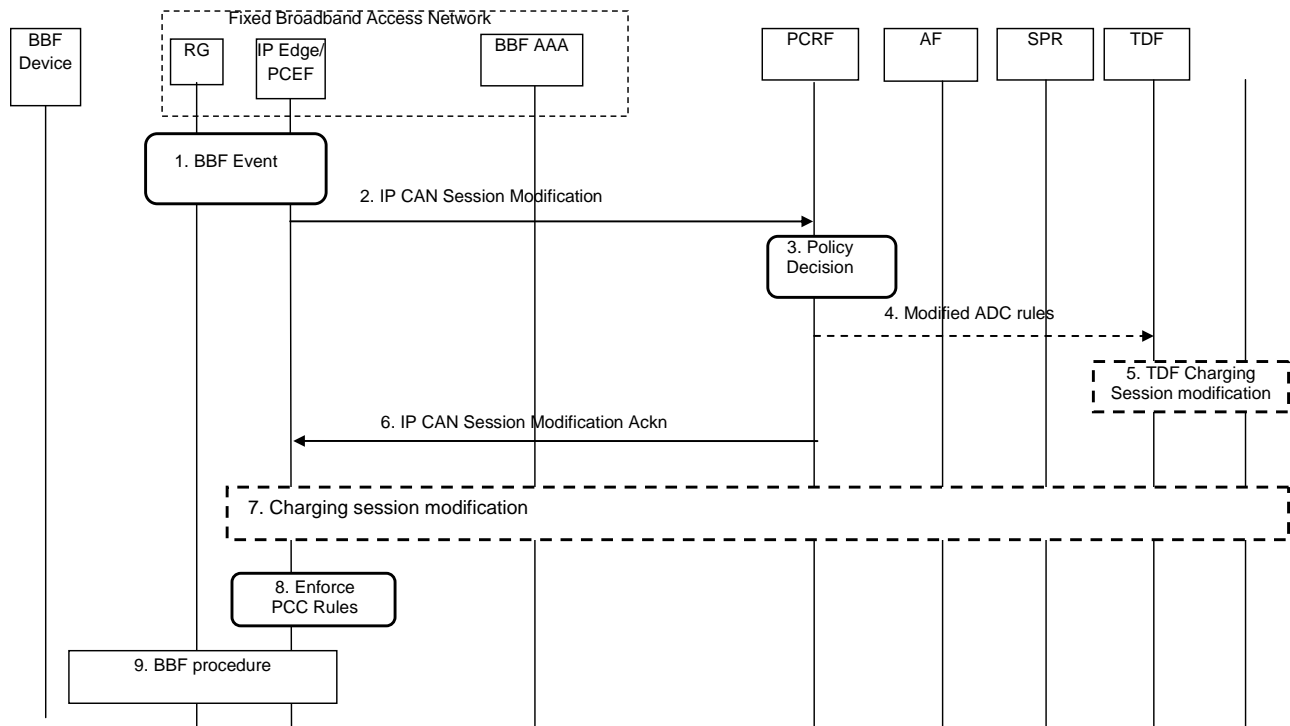 Fixed Broadband Access Network
BBF
Device
RG
IP Edge/
PCEF
BBF AAA
PCRF
AF
SPR
TDF
1. BBF Event
2. IP CAN Session Modification
3. Policy
Decision
4. Modified ADC rules
5. TDF Charging
Session modification
6. IP CAN Session Modification Ackn
7. Charging session modification
8. Enforce
PCC Rules
9. BBF procedure